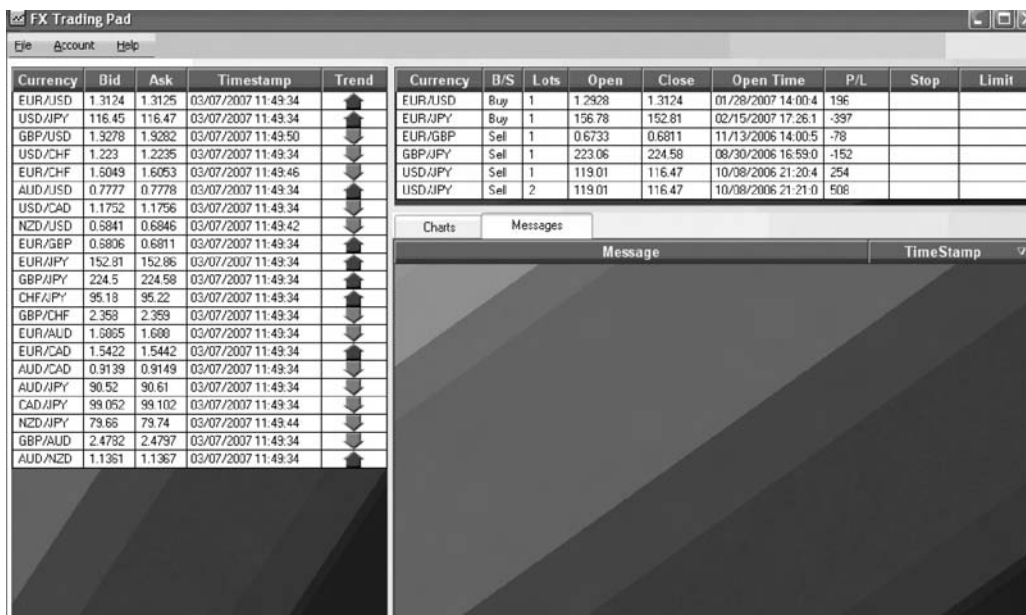 FX Trading Pad
File Account Help
Currency Bid Ask Timestamp Trend
EUR/USD 1.3124 1.3125 03/07/2007 11:49:34
USD/JPY 116.45 116.47 03/07/2007 11:49:34
GBP/USD 1.9278 1.9282 03/07/2007 11:49:50
USD/CHF 1.223 1.2235 03/07/2007 11:49:34
EUR/CHF 1.6049 1.6053 03/07/2007 11:49:46
AUD/USD 0.7777 0.7778 03/07/2007 11:49:34
USD/CAD 1.1752 1.1756 03/07/2007 11:49:34
NZD/USD 0.6841 0.6846 03/07/2007 11:49:42
EUR/GBP 0.6806 0.6811 03/07/2007 11:49:34
EUR/JPY 152.81 152.86 03/07/2007 11:49:34
GBP/JPY 224.5 224.58 03/07/2007 11:49:34
CHF/JPY 95.18 95.22 03/07/2007 11:49:34
GBP/CHF 2.358 2.359 03/07/2007 11:49:34
EUR/AUD 1.6865 1.688 03/07/2007 11:49:34
EUR/CAD 1.5422 1.5442 03/07/2007 11:49:34
AUD/CAD 0.9139 0.9149 03/07/2007 11:49:34
AUD/JPY 90.52 90.61 03/07/2007 11:49:34
CAD/JPY 99.052 99.102 03/07/2007 11:49:34
NZD/JPY 79.66 79.74 03/07/2007 11:49:44
GBP/AUD 2.4782 2.4797 03/07/2007 11:49:34
AUD/NZD 1.1361 1.1367 03/07/2007 11:49:34
Currency B/S Lots Open Close Open Time P/L Stop Limit
EUR/USD Buy 1 1.2928 1.3124 01/28/2007 14:00:4 196
EUR/JPY Buy 1 156.78 152.81 02/15/2007 17:26:1 -397
EUR/GBP Sell 1 0.6733 0.6811 11/13/2006 14:00:5 -78
GBP/JPY Sell 1 223.06 224.58 08/30/2006 16:59:0 -152
USD/JPY Sell 1 119.01 116.47 10/08/2006 21:20:4 254
USD/JPY Sell 2 119.01 116.47 10/08/2006 21:21:0 508
Charts Messages
Message TimeStamp